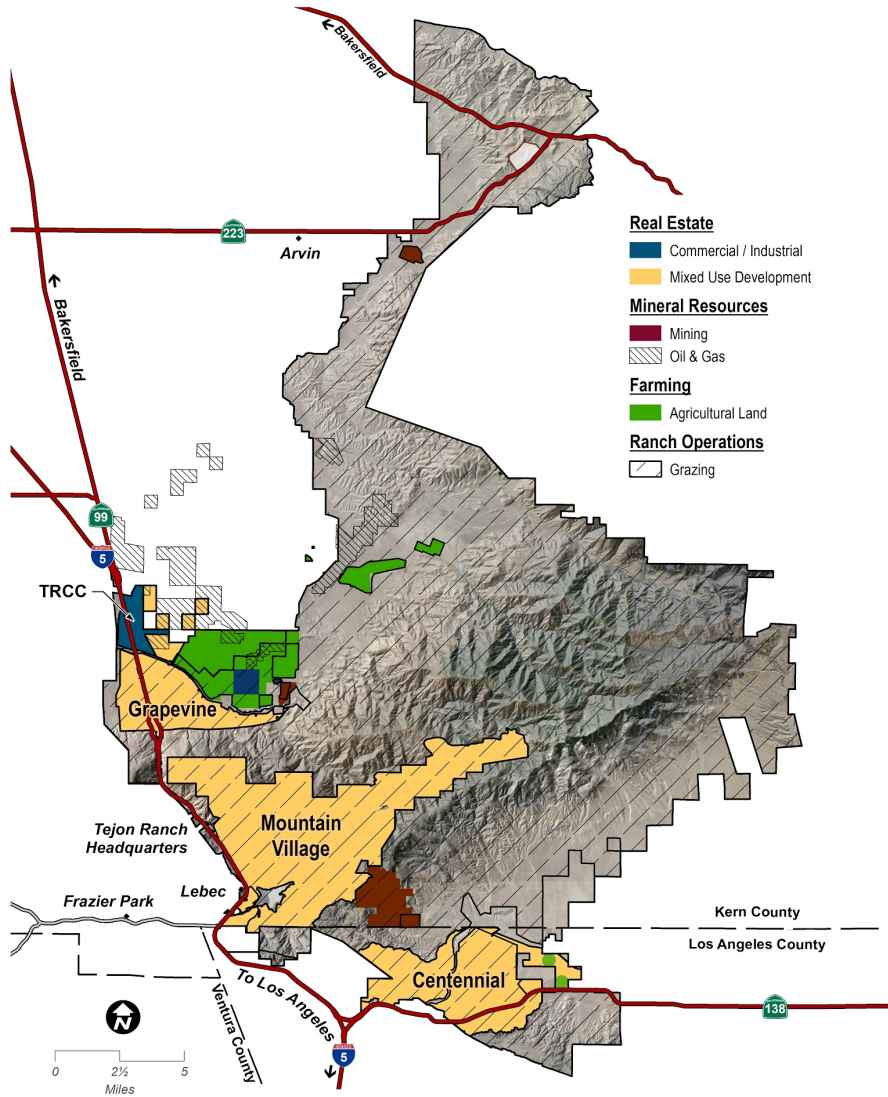 Bakersfield
CALIFORNIA
223
Arvin
Bakersfield
Real Estate
Commercial / Industrial
Mixed Use Development
Mineral Resources
Mining
Oil & Gas
Farming
Agricultural Land
Ranch Operations
Grazing
99
5
TRCC
Grapevine
Mountain
Village
Tejon Ranch
Headquarters
Lebec
Frazier Park
Kern County
Los Angeles County
Centennial
To Los Angeles
Ventura County
CALIFORNIA
138
N
5
0
2½
5
Miles